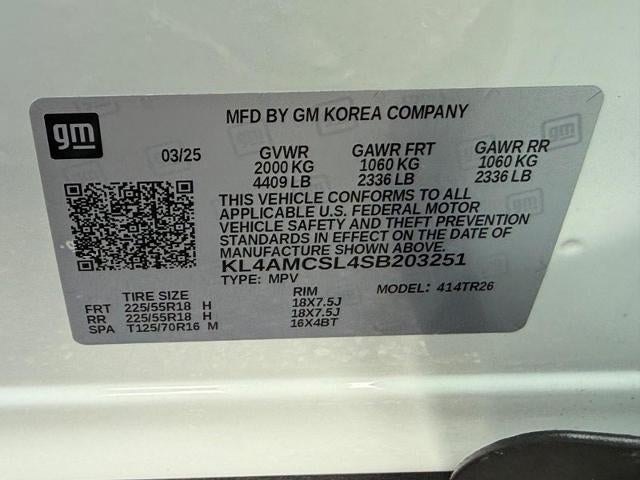 gm
MFD BY GM KOREA COMPANY
03/25 GVWR GAWR FRT GAWR RR
2000 KG 1060 KG 1060 KG
4409 LB 2336 LB 2336 LB
THIS VEHICLE CONFORMS TO ALL
APPLICABLE U.S. FEDERAL MOTOR
VEHICLE SAFETY AND THEFT PREVENTION
STANDARDS IN EFFECT ON THE DATE OF
MANUFACTURE SHOWN ABOVE.
KL4AMCSL4SB203251
TYPE: MPV MODEL: 414TR26
TIRE SIZE RIM
FRT 225/55R18 H 18X7.5J
RR 225/55R18 H 18X7.5J
SPA T125/70R16 M 16X4BT